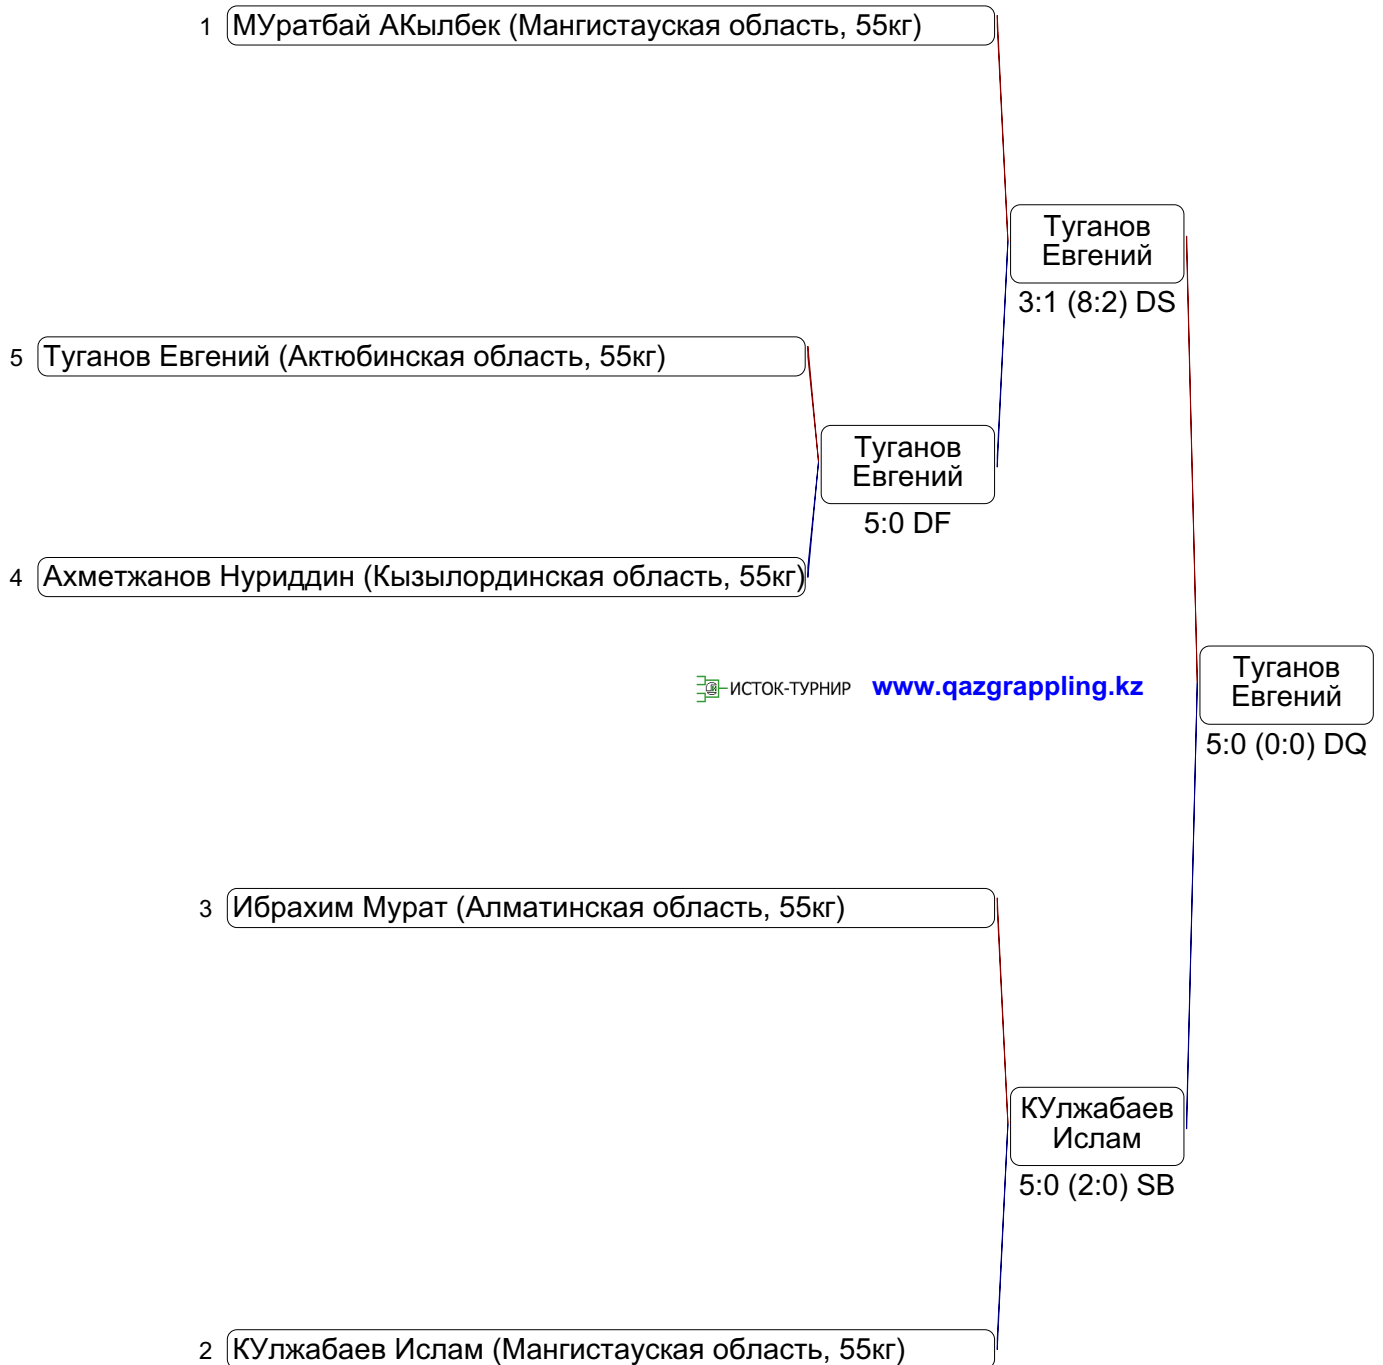 1 МУратбай АКылбек (Мангистауская область, 55кг)
Туганов
Евгений
3:1 (8:2) DS
5 Туганов Евгений (Актюбинская область, 55кг)
Туганов
Евгений
5:0 DF
4 Ахметжанов Нуриддин (Кызылординская область, 55кг)
ИСТОК-ТУРНИР www.qazgrappling.kz
Туганов
Евгений
5:0 (0:0) DQ
3 Ибрахим Мурат (Алматинская область, 55кг)
КУлжабаев
Ислам
5:0 (2:0) SB
2 КУлжабаев Ислам (Мангистауская область, 55кг)